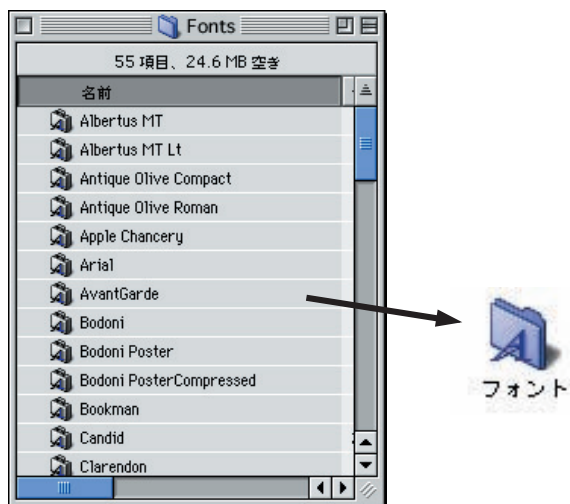 Fonts
55 項目、24.6 MB 空き
名前
Albertus MT
Albertus MT Lt
Antique Olive Compact
Antique Olive Roman
Apple Chancery
Arial
AvantGarde
Bodoni
Bodoni Poster
Bodoni PosterCompressed
Bookman
Candid
Clarendon
フォント